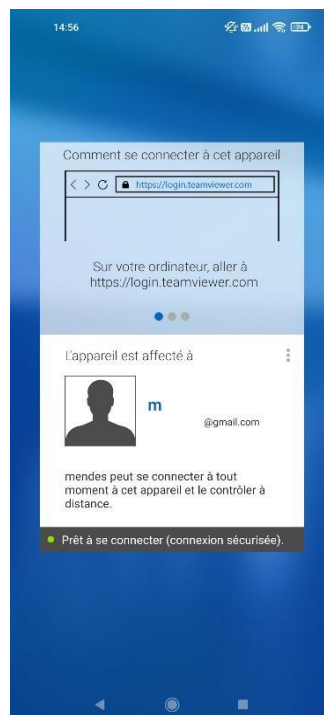 14:56
74
Comment se connecter à cet appareil
https://login.teamviewer.com
Sur votre ordinateur, aller à
https://login.teamviewer.com
L'appareil est affecté à
m
@gmail.com
mendes peut se connecter à tout
moment à cet appareil et le contrôler à
distance.
Prêt à se connecter (connexion sécurisée).